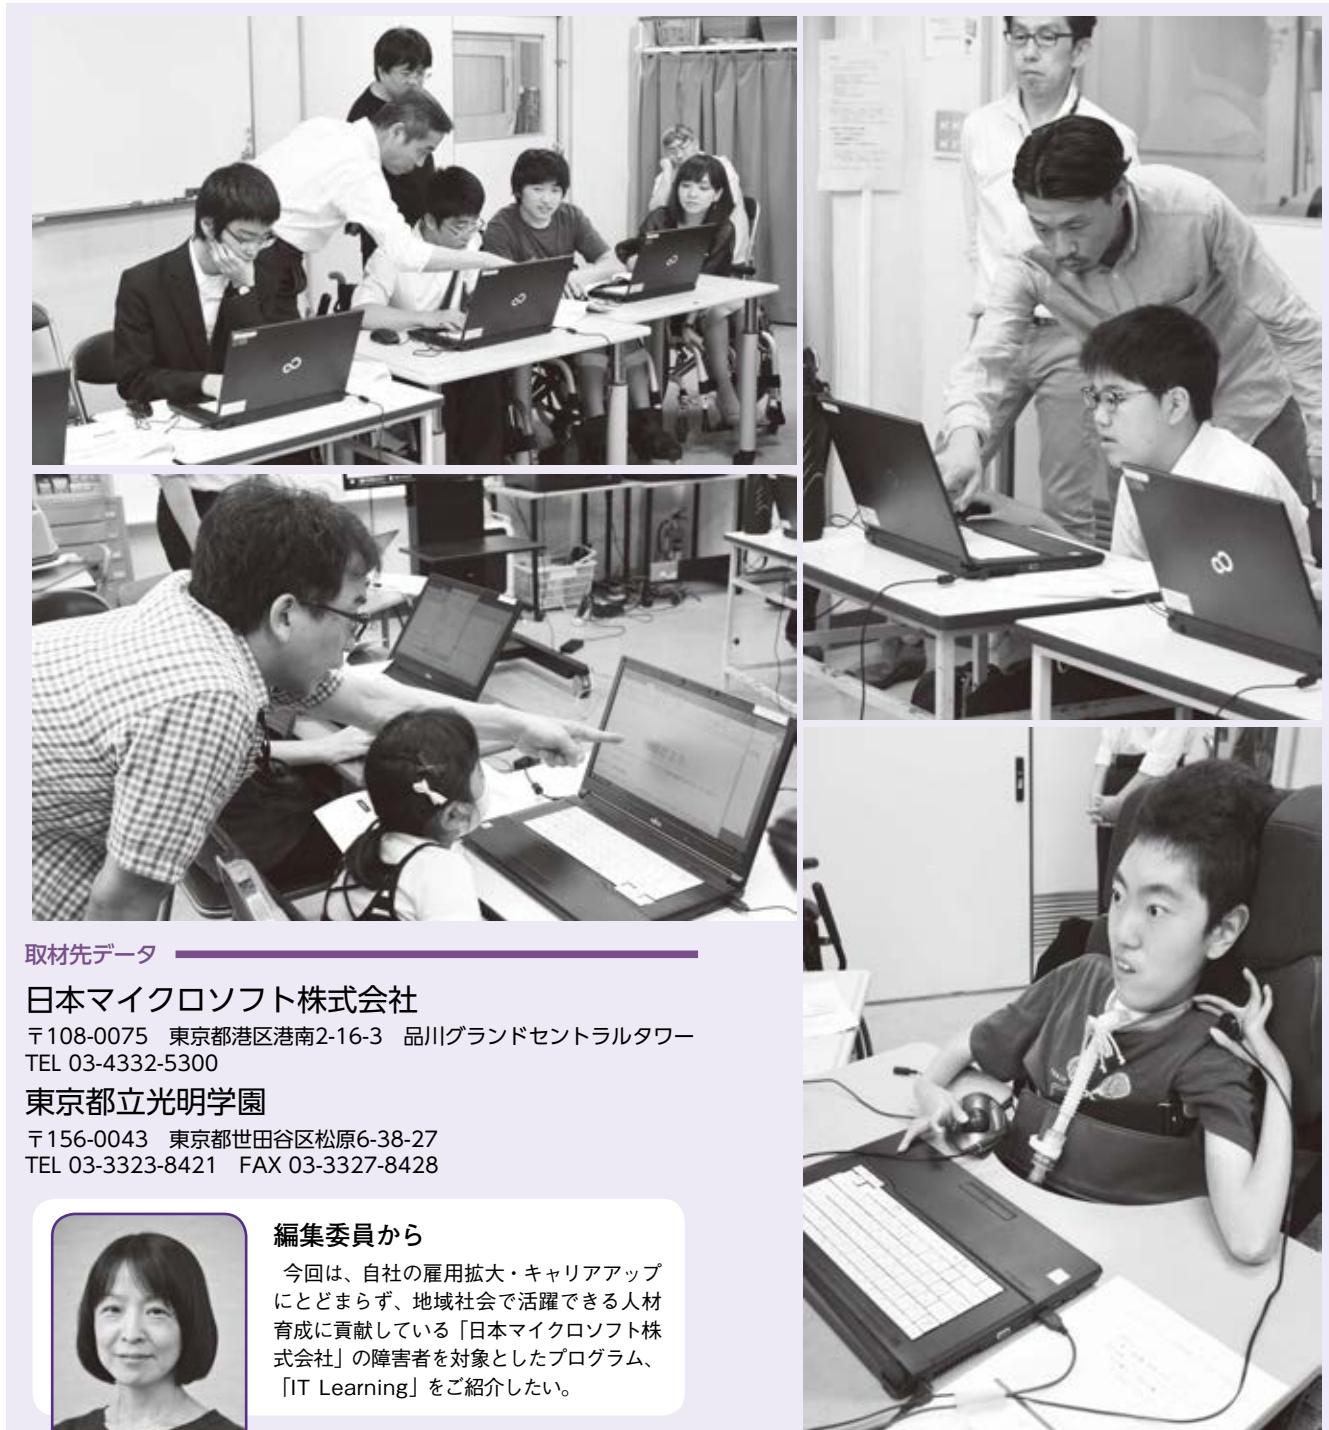 取材先データ
日本マイクロソフト株式会社
〒108-0075　東京都港区港南2-16-3　品川グランドセントラルタワー
TEL 03-4332-5300
東京都立光明学園
〒156-0043　東京都世田谷区松原6-38-27
TEL 03-3323-8421　FAX 03-3327-8428
編集委員から
今回は、自社の雇用拡大・キャリアアップ
にとどまらず、地域社会で活躍できる人材
育成に貢献している「日本マイクロソフト株
式会社」の障害者を対象としたプログラム、
「IT Learning」をご紹介したい。